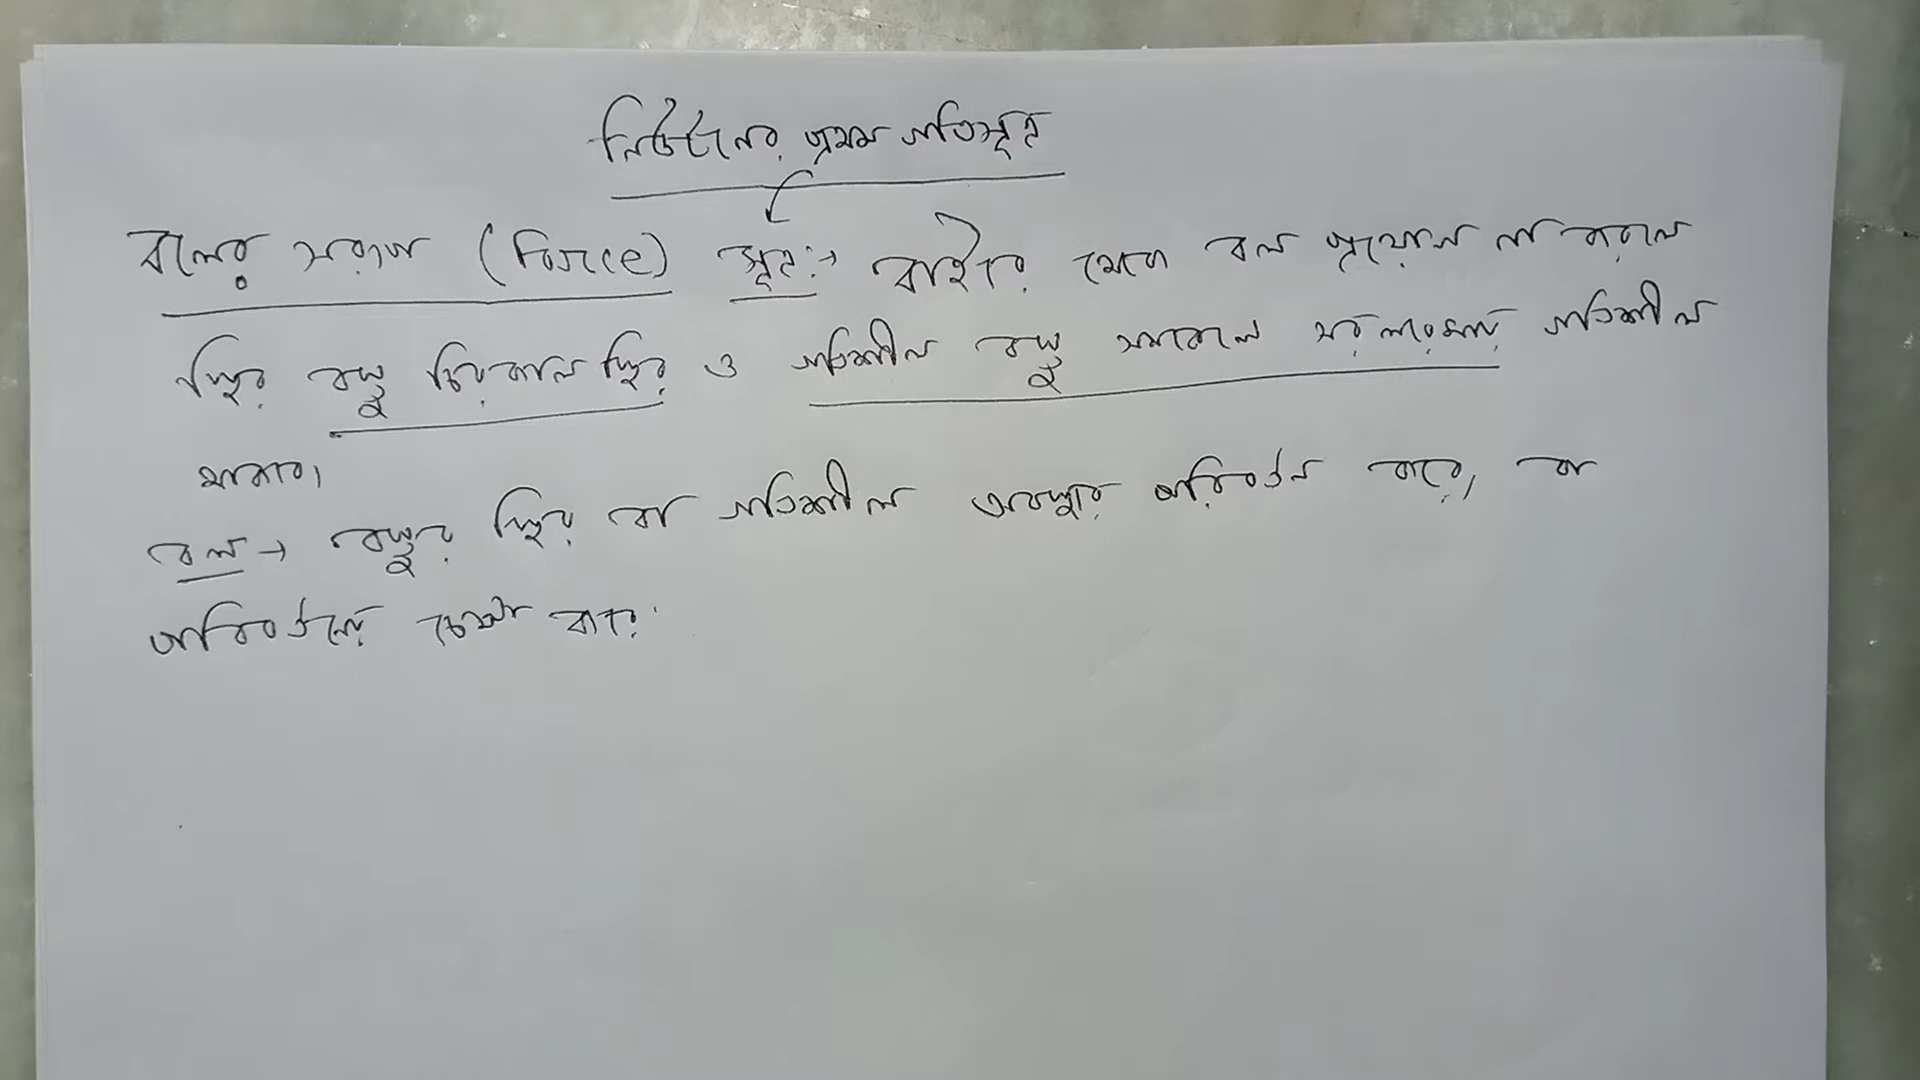 নিউটনের প্রথম গতিসূত্র
বলের (Force) সূত্র:→ বাইরে থেকে বল প্রয়োগ না করলে
স্থির বস্তু চিরকাল স্থির ও গতিশীল বস্তু সমবেগে সরলরেখায় গতিশীল
থাকবে।
বল → বস্তুর স্থির বা গতিশীল অবস্থার পরিবর্তন করে, বা
পরিবর্তনের চেষ্টা করে।